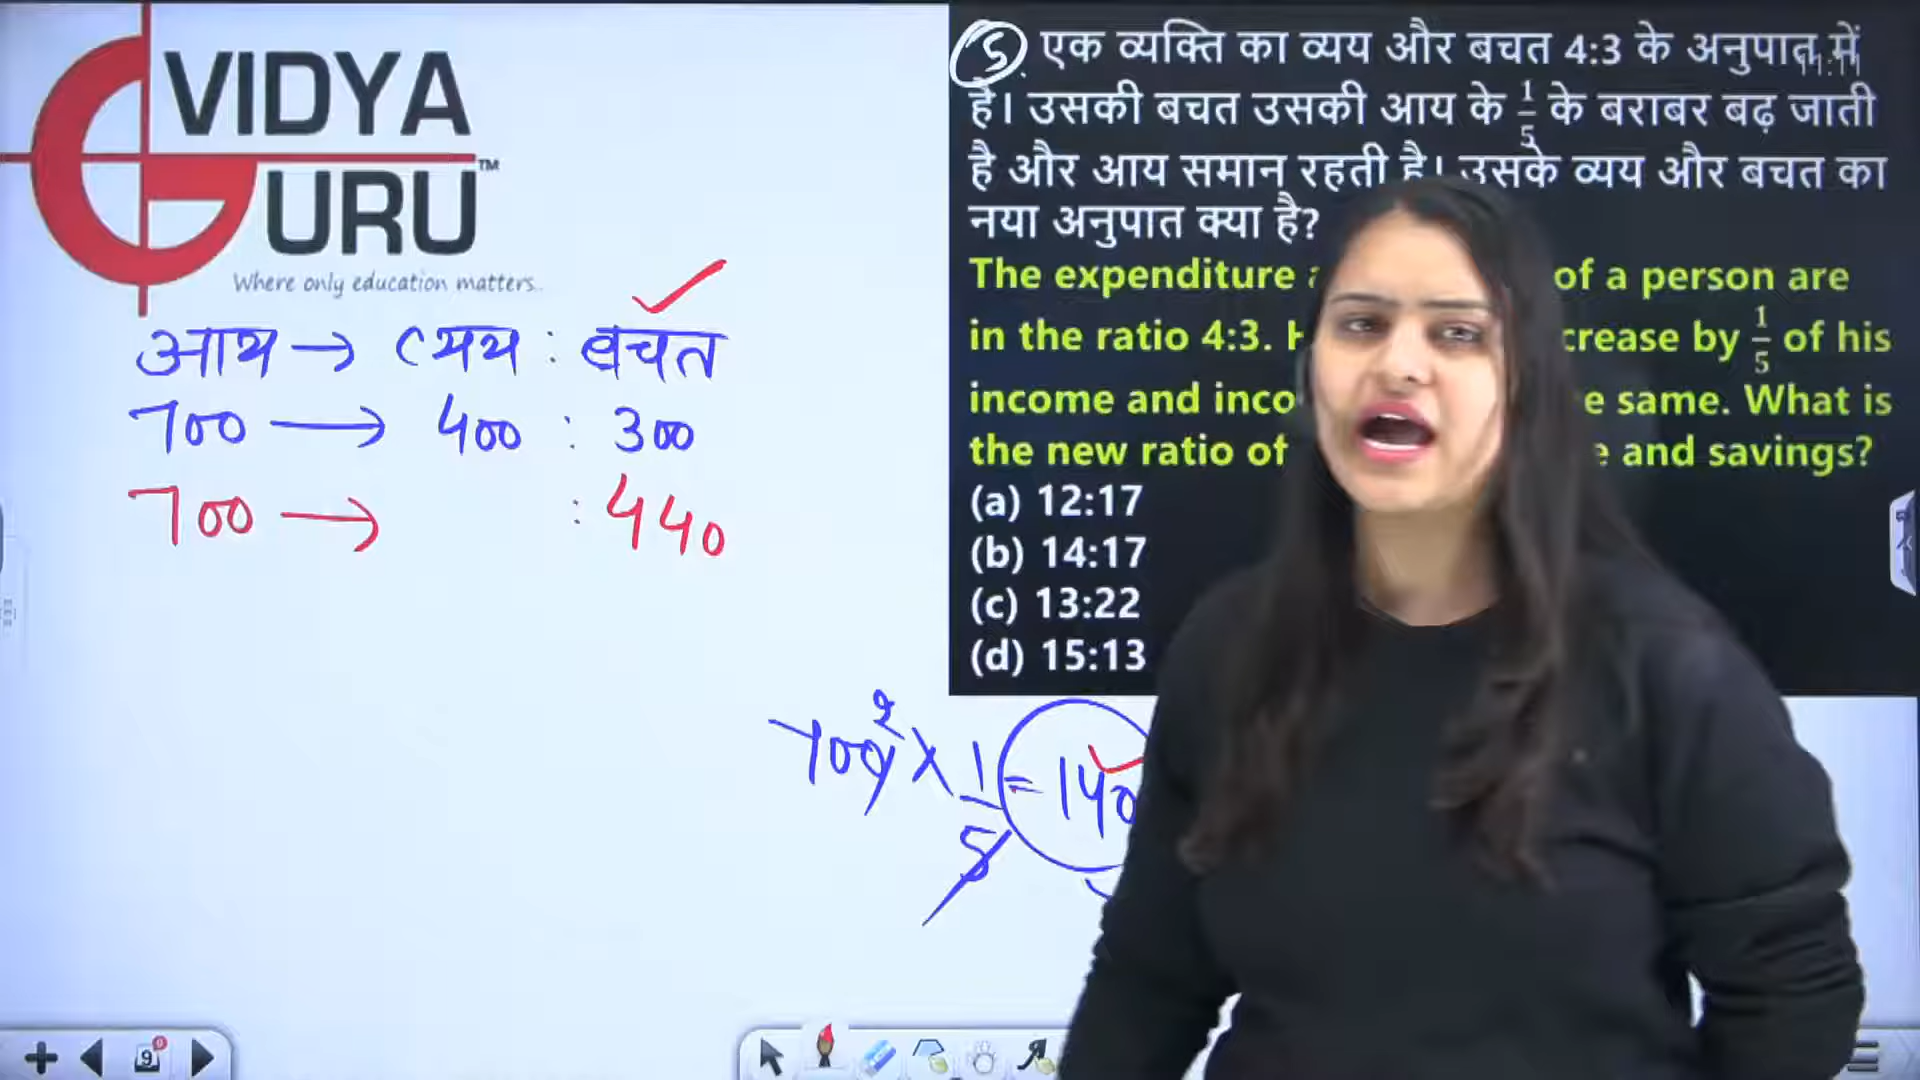 VIDYA
GURU™
Where only education matters..
5 एक व्यक्ति का व्यय और बचत 4:3 के अनुपात में
है। उसकी बचत उसकी आय के 1/5 के बराबर बढ़ जाती
है और आय समान रहती है। उसके व्यय और बचत का
नया अनुपात क्या है?
The expenditure of a person are
in the ratio 4:3. crease by 1/5 of his
income and e same. What is
the new ratio of and savings?
(a) 12:17
(b) 14:17
(c) 13:22
(d) 15:13
आय → व्यय : बचत
700 → 400 : 300
700 → : 440
700 × 1/5 = 140
2
9